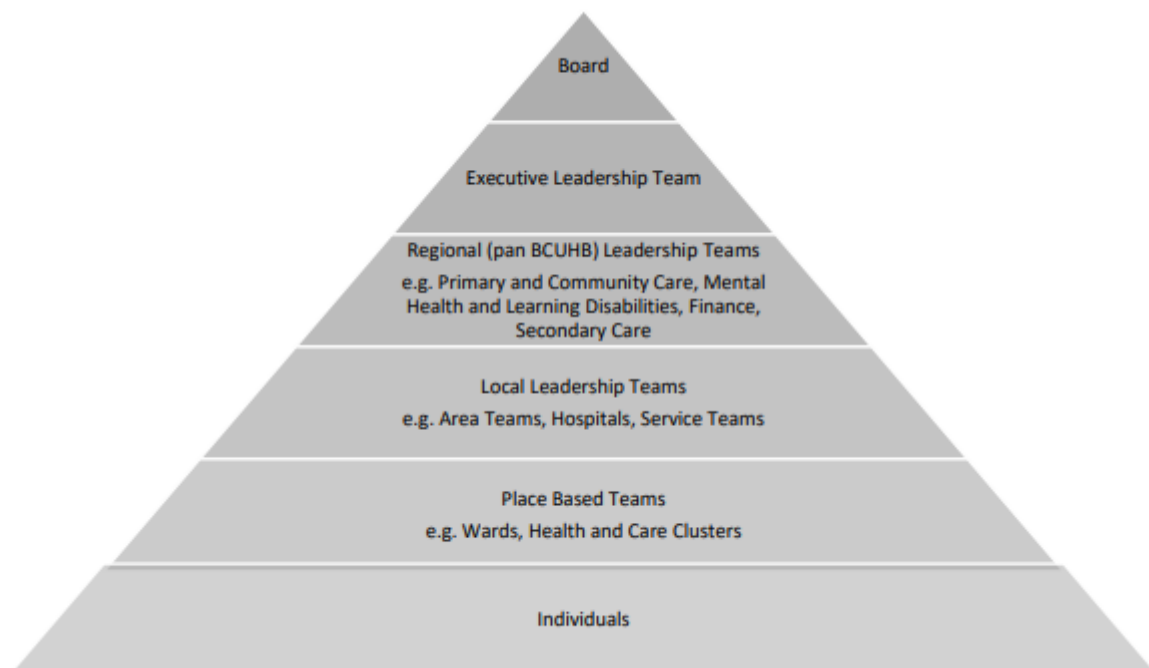 Board
Executive Leadership Team
Regional (pan BCUHB) Leadership Teams
e.g. Primary and Community Care, Mental
Health and Learning Disabilities, Finance,
Secondary Care
Local Leadership Teams
e.g. Area Teams, Hospitals, Service Teams
Place Based Teams
e.g. Wards, Health and Care Clusters
Individuals